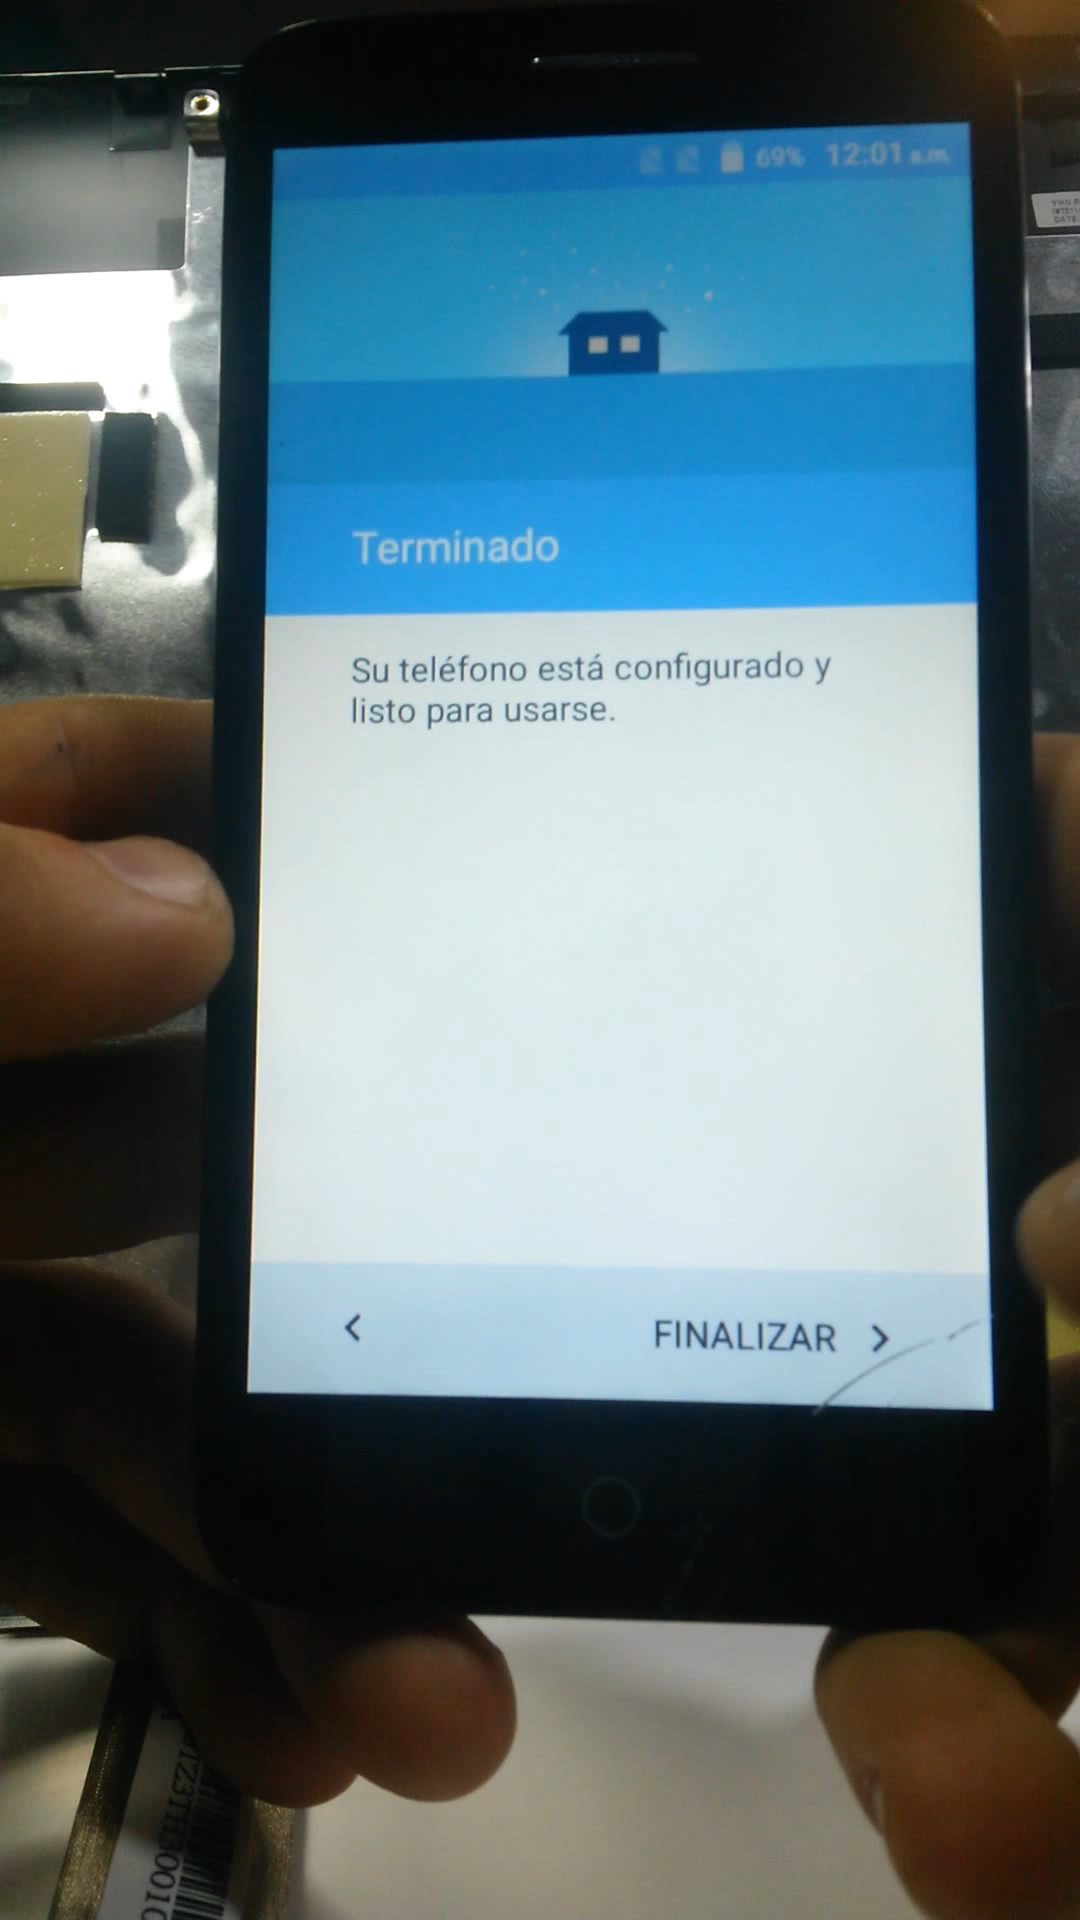 69% 12:01 a.m.
Terminado
Su teléfono está configurado y
listo para usarse.
FINALIZAR